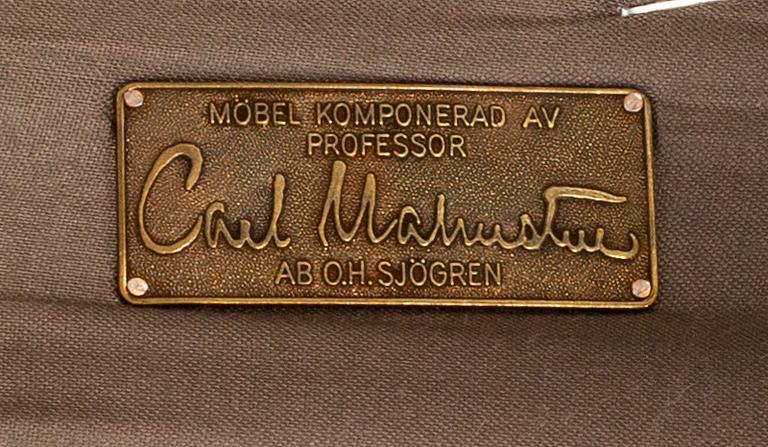 MÖBEL KOMPONERAD AV
PROFESSOR
Carl Malmsten
AB O.H. SJÖGREN